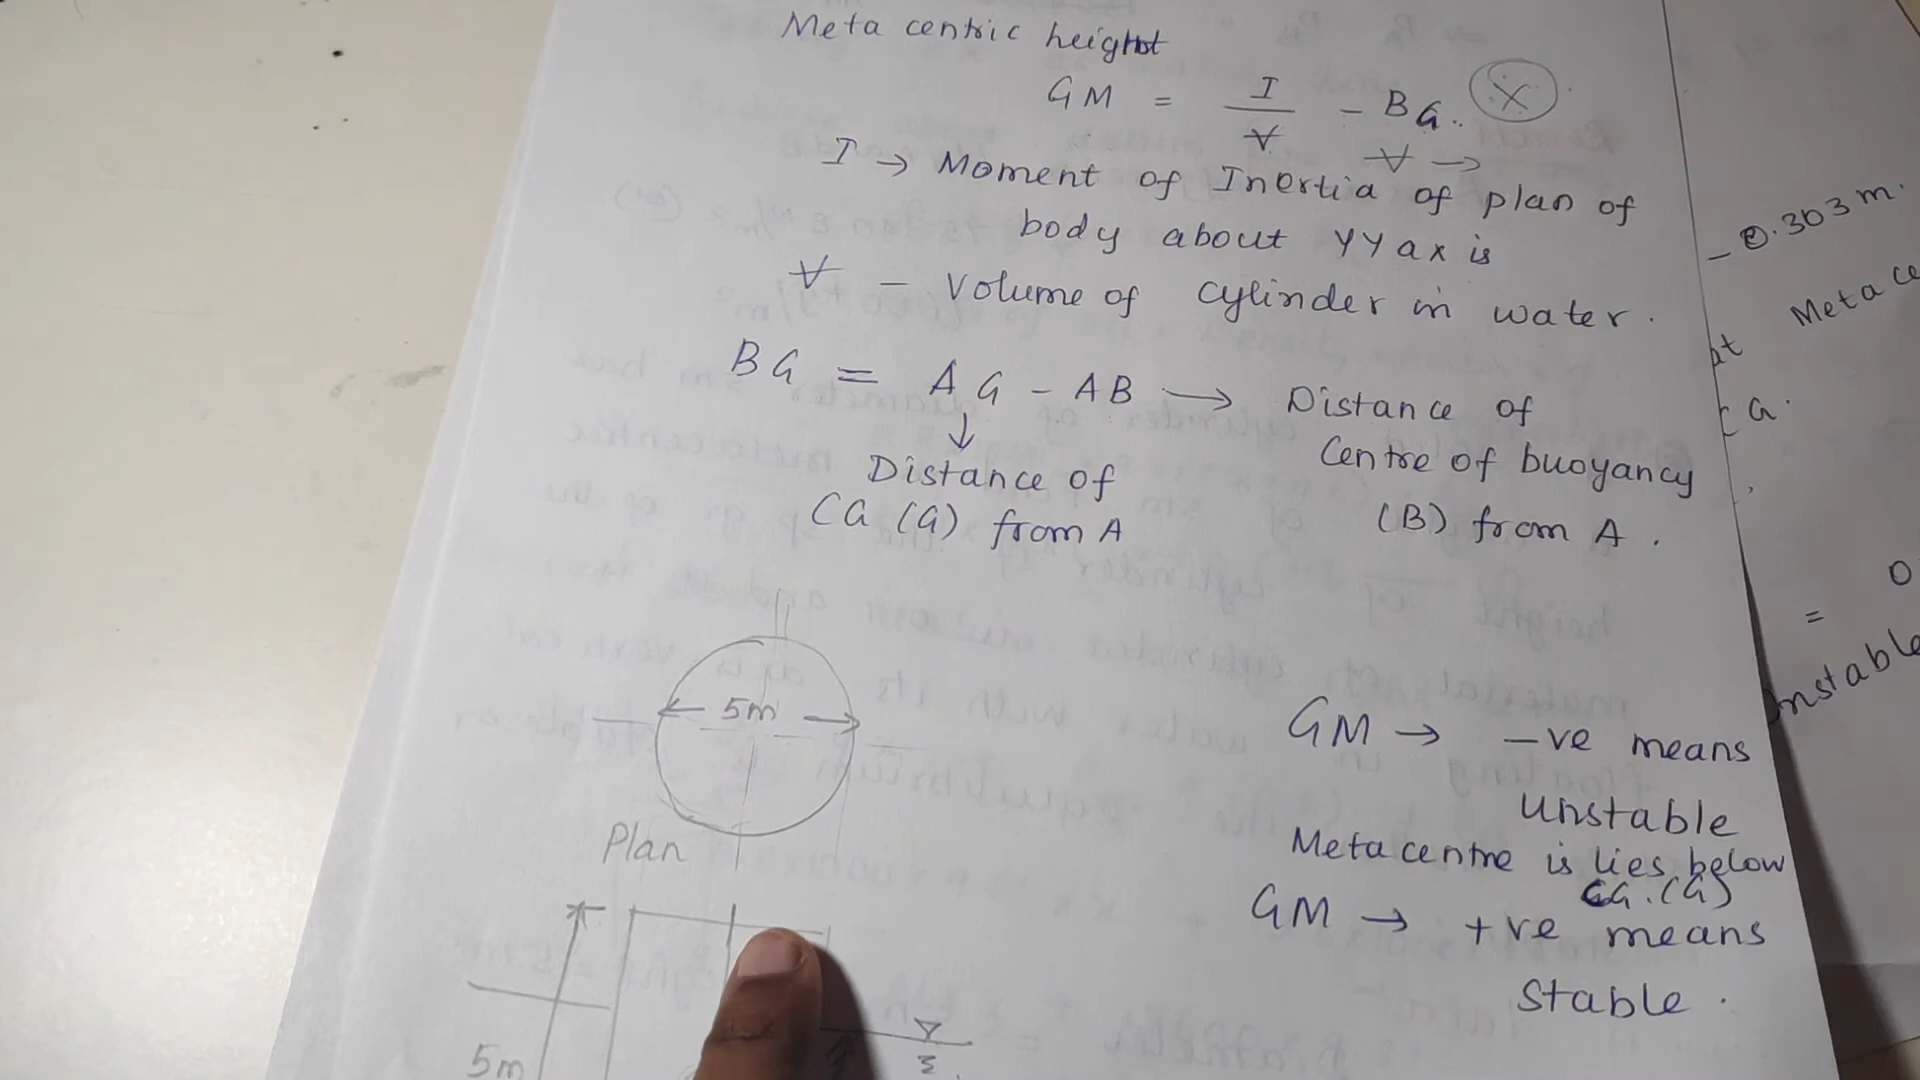 Meta centric height
GM = I / V - BG. X
V →
I → Moment of Inertia of plan of
body about YY axis
V - Volume of cylinder in water.
BG = AG - AB → Distance of
Centre of buoyancy
(B) from A.
↓
Distance of
CG (G) from A
5m
Plan
GM → -ve means
Unstable
Metacentre is lies below
CG. (G)
GM → +ve means
Stable.
5m
- 0.303 m.
Meta ce
G.
= 0
Unstable